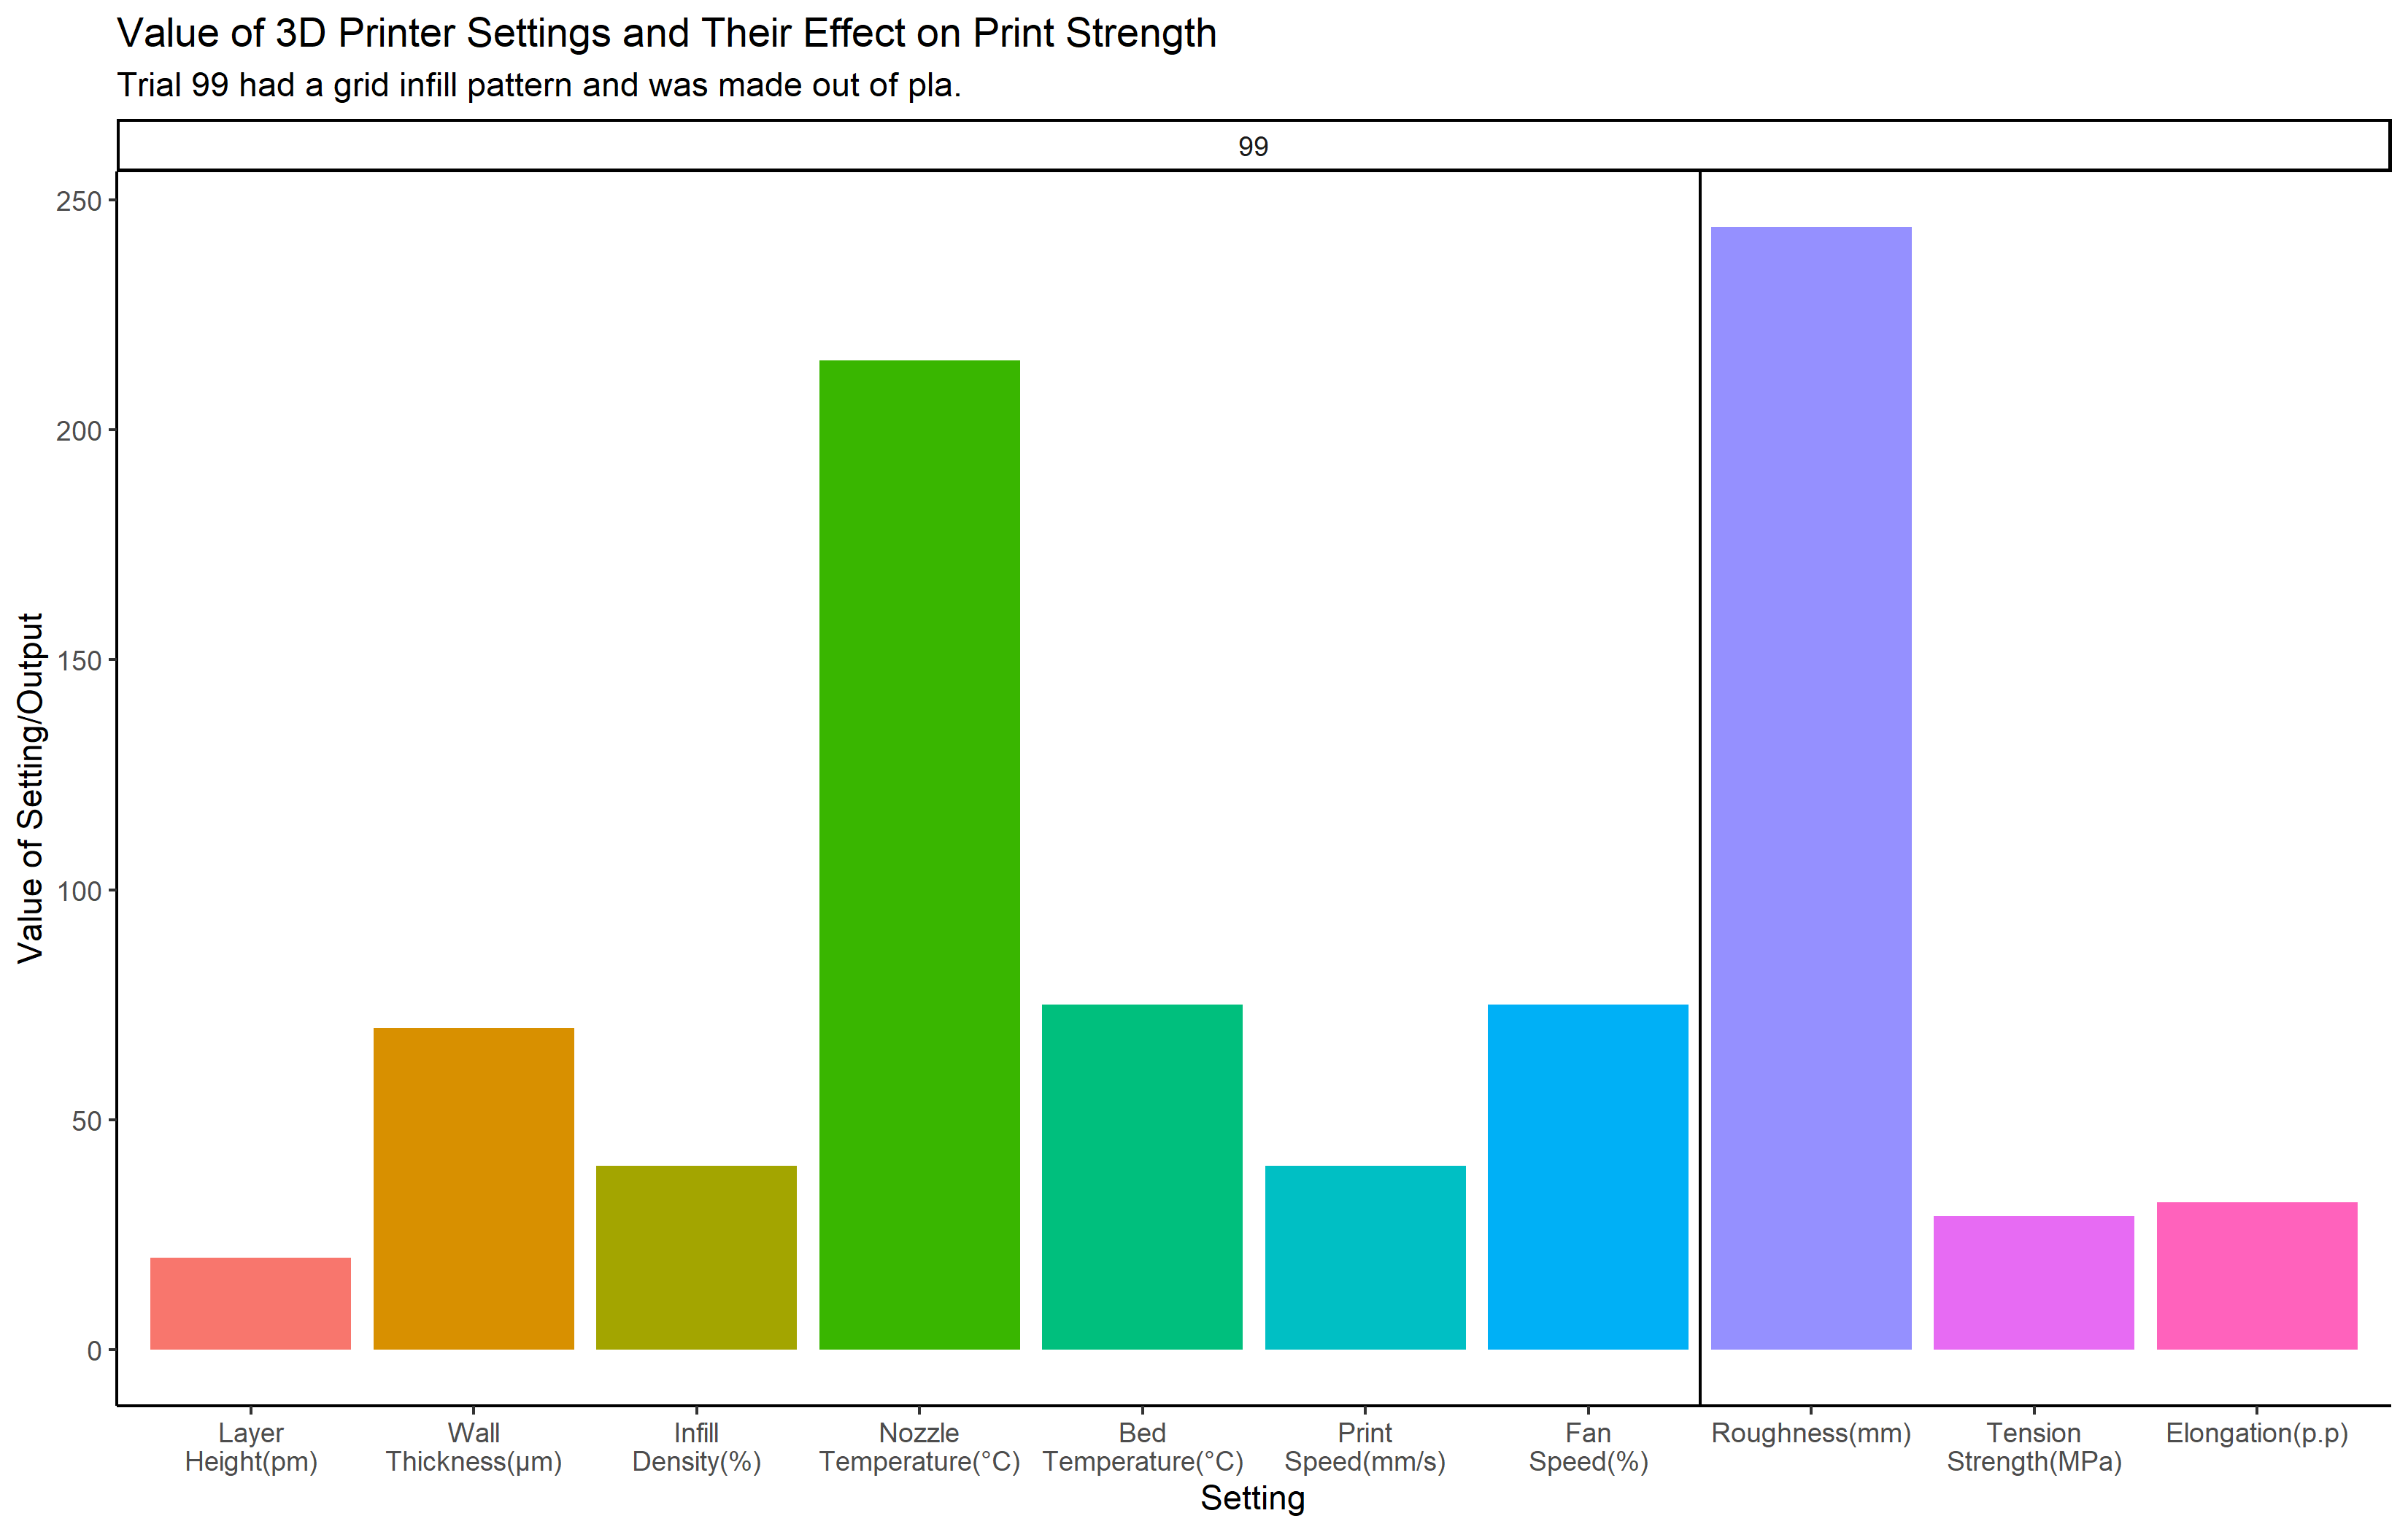 Value of 3D Printer Settings and Their Effect on Print Strength
Trial 99 had a grid infill pattern and was made out of pla.
99
Value of Setting/Output
250
200
150
100
50
0
Layer
Height(pm)
Wall
Thickness(µm)
Infill
Density(%)
Nozzle
Temperature(°C)
Bed
Temperature(°C)
Print
Speed(mm/s)
Fan
Speed(%)
Roughness(mm)
Tension
Strength(MPa)
Elongation(p.p)
Setting